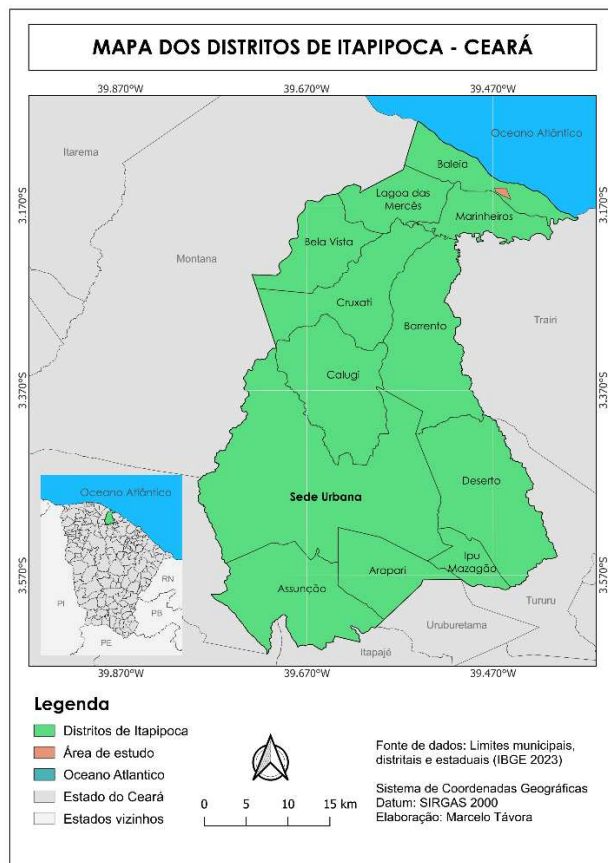 MAPA DOS DISTRITOS DE ITAPIPOCA - CEARÁ
39.870°W
39.670°W
39.470°W
Oceano Atlântico
Itarema
Baleia
3.170°S
3.170°S
Lagoa das
Mercês
Marinheiros
Bela Vista
Montana
Cruxati
Barrento
Trairi
Calugi
3.370°S
3.370°S
Deserto
Sede Urbana
Oceano Atlântico
Ipu
Mazagão
Arapari
3.570°S
Assunção
RN
PI
PB
Tururu
Uruburetama
PE
Itapajé
39.870°W
39.670°W
39.470°W
Legenda
Distritos de Itapipoca
Área de estudo
Oceano Atlantico
Estado do Ceará
Estados vizinhos
0 5 10 15 km
Fonte de dados: Limites municipais,
distritais e estaduais (IBGE 2023)
Sistema de Coordenadas Geográficas
Datum: SIRGAS 2000
Elaboração: Marcelo Távora
3.570°S